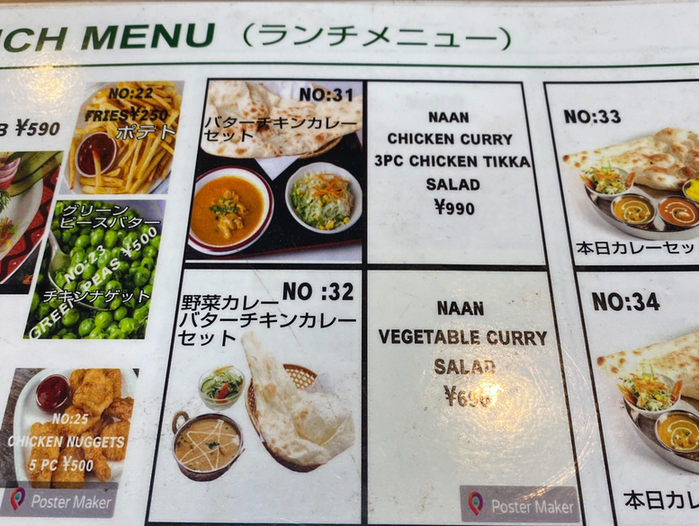 CH MENU (ランチメニュー)
B ¥590
NO:22
FRIES¥250
ポテト
グリーン
ピースバター
NO:23
GREEN PEAS ¥500
チキンナゲット
NO:25
CHICKEN NUGGETS
5 PC ¥500
Poster Maker
NO:31
バターチキンカレー
セット
NAAN
CHICKEN CURRY
3PC CHICKEN TIKKA
SALAD
¥990
野菜カレー NO :32
バターチキンカレー
セット
NAAN
VEGETABLE CURRY
SALAD
Poster Maker
NO:33
本日カレーセッ
NO:34
本日カレ